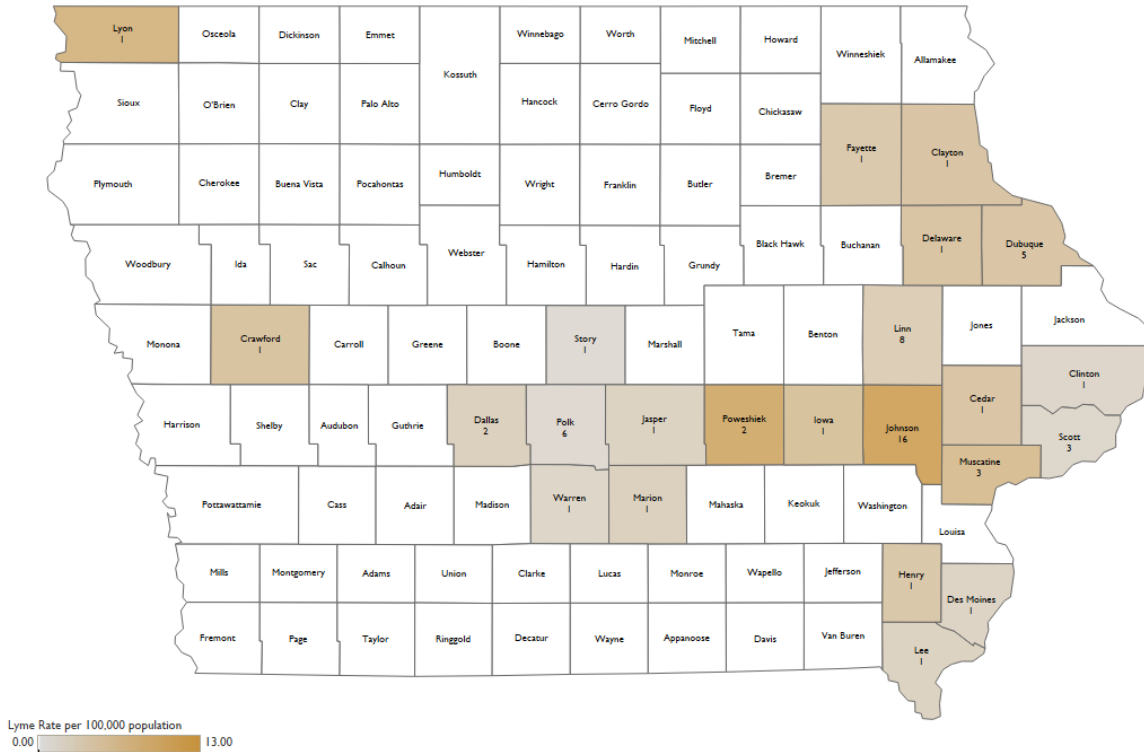 Lyon
1
Osceola
Dickinson
Emmet
Kossuth
Winnebago
Worth
Mitchell
Howard
Winneshiek
Allamakee
Sioux
O'Brien
Clay
Palo Alto
Hancock
Cerro Gordo
Floyd
Chickasaw
Fayette
1
Clayton
1
Plymouth
Cherokee
Buena Vista
Pocahontas
Humboldt
Wright
Franklin
Butler
Bremer
Woodbury
Ida
Sac
Calhoun
Webster
Hamilton
Hardin
Grundy
Black Hawk
Buchanan
Delaware
1
Dubuque
5
Monona
Crawford
1
Carroll
Greene
Boone
Story
1
Marshall
Tama
Benton
Linn
8
Jones
Jackson
Clinton
1
Harrison
Shelby
Audubon
Guthrie
Dallas
2
Polk
6
Jasper
1
Poweshiek
2
Iowa
1
Johnson
16
Cedar
1
Scott
3
Muscatine
3
Pottawattamie
Cass
Adair
Madison
Warren
1
Marion
1
Mahaska
Keokuk
Washington
Louisa
Mills
Montgomery
Adams
Union
Clarke
Lucas
Monroe
Wapello
Jefferson
Henry
1
Des Moines
1
Fremont
Page
Taylor
Ringgold
Decatur
Wayne
Appanoose
Davis
Van Buren
Lee
1
Lyme Rate per 100,000 population
0.00 13.00